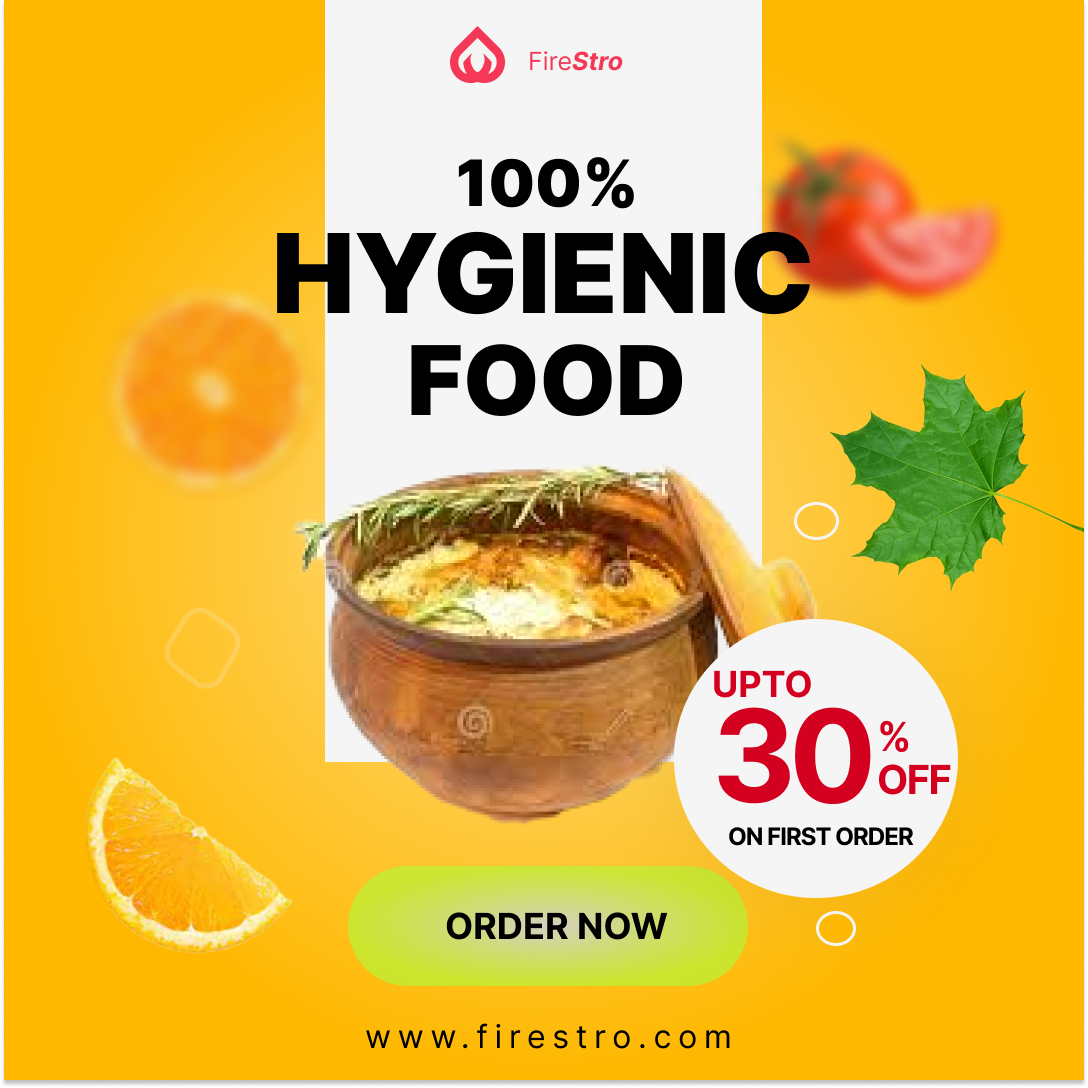 FireStro
100%
HYGIENIC
FOOD
UPTO
30%
OFF
ON FIRST ORDER
ORDER NOW
www.firestro.com